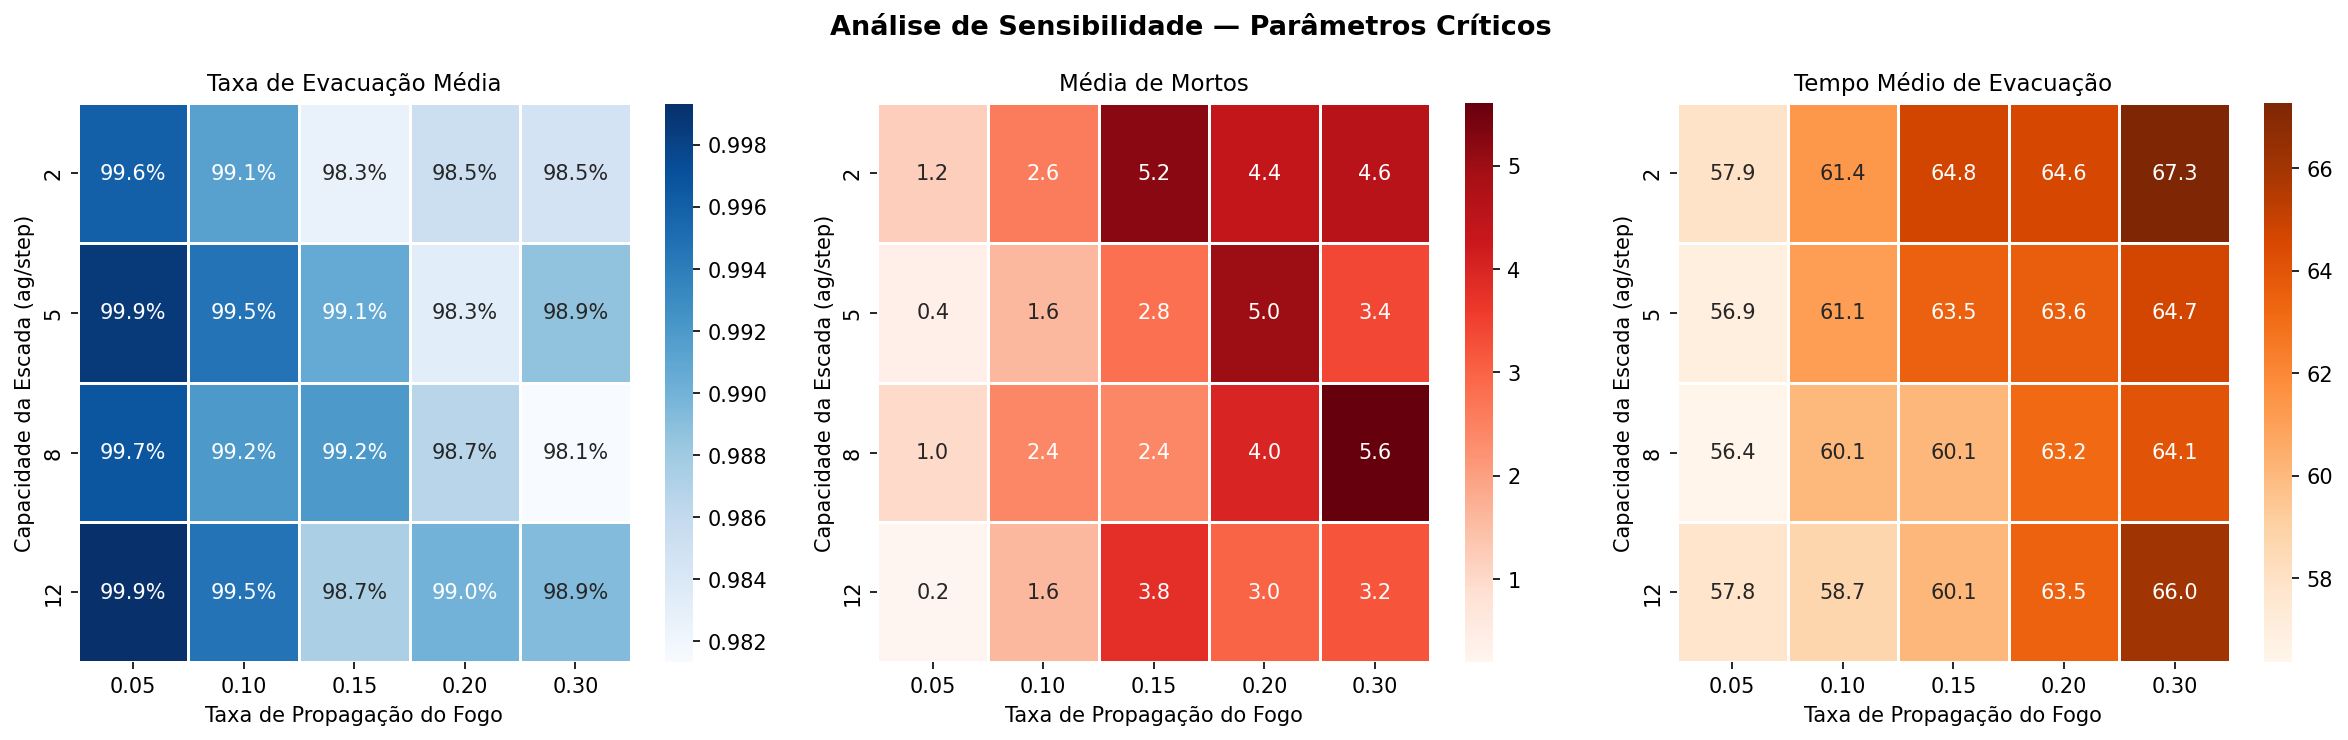 Análise de Sensibilidade — Parâmetros Críticos
Taxa de Evacuação Média
Capacidade da Escada (ag/step)
2
99.6% 99.1% 98.3% 98.5% 98.5%
5
99.9% 99.5% 99.1% 98.3% 98.9%
8
99.7% 99.2% 99.2% 98.7% 98.1%
12
99.9% 99.5% 98.7% 99.0% 98.9%
0.05 0.10 0.15 0.20 0.30
Taxa de Propagação do Fogo
0.998
0.996
0.994
0.992
0.990
0.988
0.986
0.984
0.982
Média de Mortos
Capacidade da Escada (ag/step)
2
1.2 2.6 5.2 4.4 4.6
5
0.4 1.6 2.8 5.0 3.4
8
1.0 2.4 2.4 4.0 5.6
12
0.2 1.6 3.8 3.0 3.2
0.05 0.10 0.15 0.20 0.30
Taxa de Propagação do Fogo
5
4
3
2
1
Tempo Médio de Evacuação
Capacidade da Escada (ag/step)
2
57.9 61.4 64.8 64.6 67.3
5
56.9 61.1 63.5 63.6 64.7
8
56.4 60.1 60.1 63.2 64.1
12
57.8 58.7 60.1 63.5 66.0
0.05 0.10 0.15 0.20 0.30
Taxa de Propagação do Fogo
66
64
62
60
58